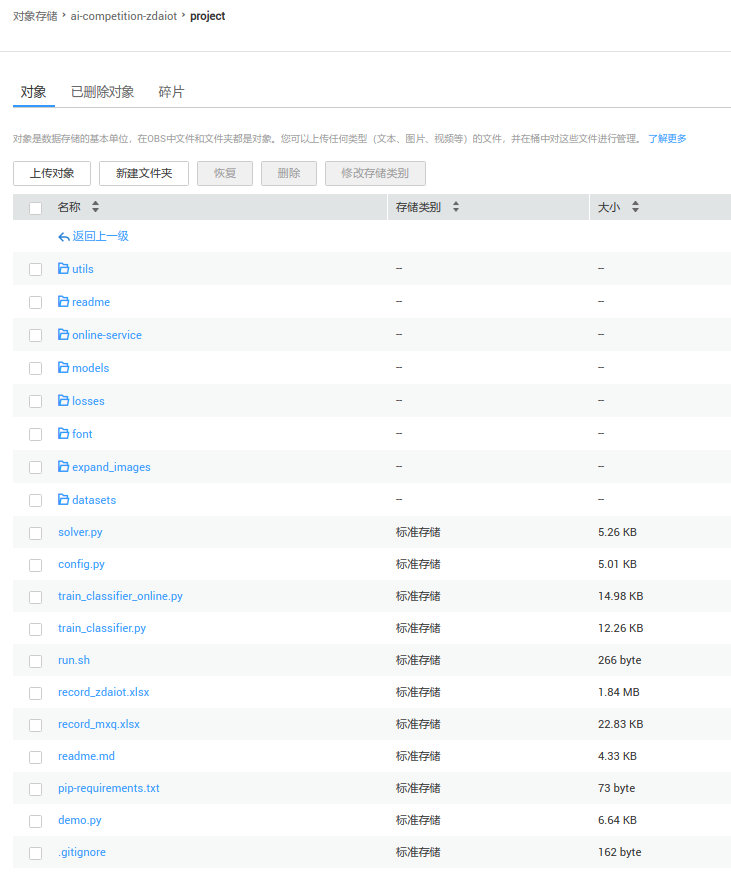 对象存储 › ai-competition-zdaiot › project
对象 已删除对象 碎片
对象是数据存储的基本单位，在OBS中文件和文件夹都是对象。您可以上传任何类型（文本、图片、视频等）的文件，并在桶中对这些文件进行管理。 了解更多
上传对象 新建文件夹 恢复 删除 修改存储类别
名称 存储类别 大小
返回上一级
utils -- --
readme -- --
online-service -- --
models -- --
losses -- --
font -- --
expand_images -- --
datasets -- --
solver.py 标准存储 5.26 KB
config.py 标准存储 5.01 KB
train_classifier_online.py 标准存储 14.98 KB
train_classifier.py 标准存储 12.26 KB
run.sh 标准存储 266 byte
record_zdaiot.xlsx 标准存储 1.84 MB
record_mxq.xlsx 标准存储 22.83 KB
readme.md 标准存储 4.33 KB
pip-requirements.txt 标准存储 73 byte
demo.py 标准存储 6.64 KB
.gitignore 标准存储 162 byte